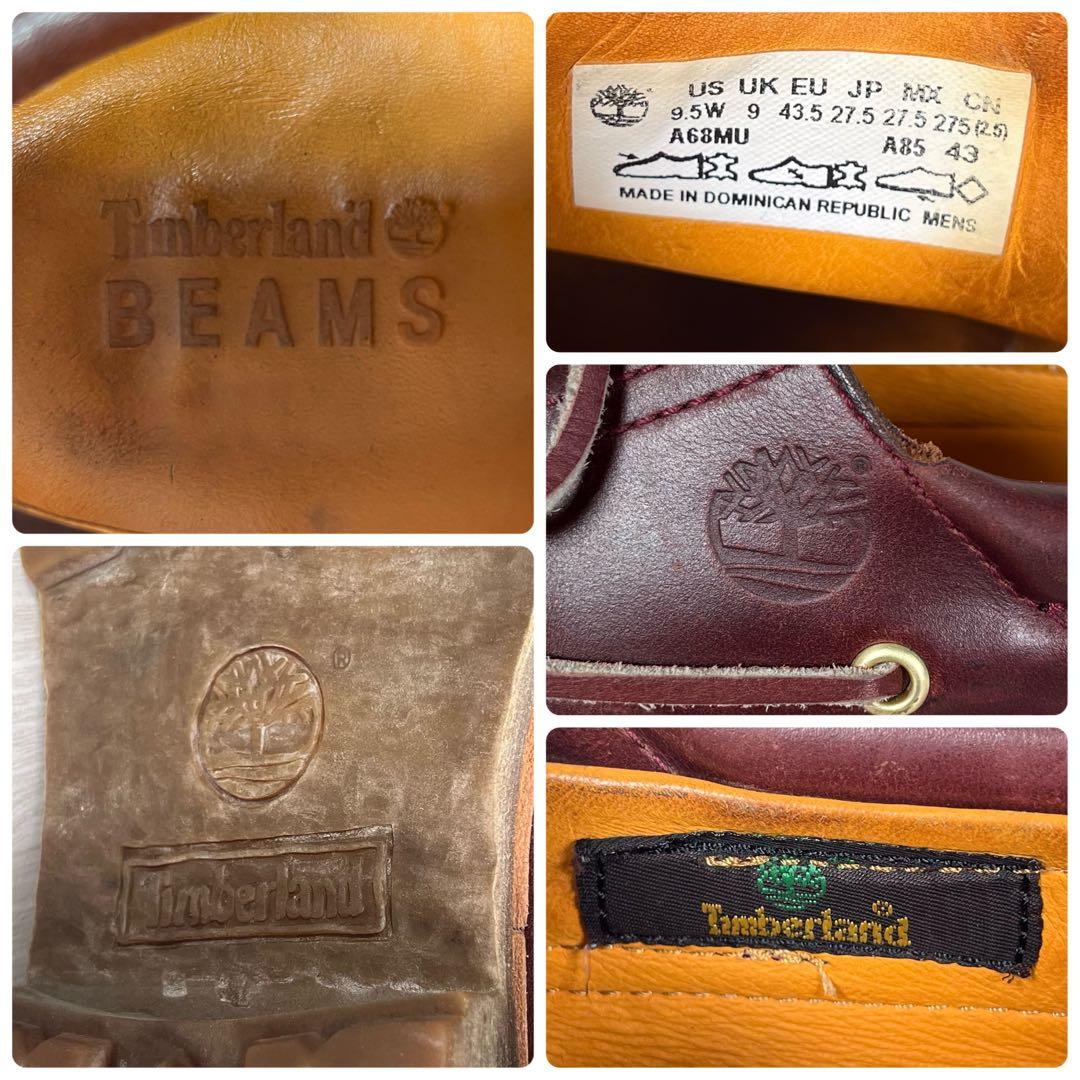 Timberland
BEAMS
US UK EU JP MX CN
9.5W 9 43.5 27.5 27.5 275(2.5)
A68MU A85 43
MADE IN DOMINICAN REPUBLIC MENS
®
®
Timberland
®
Timberland